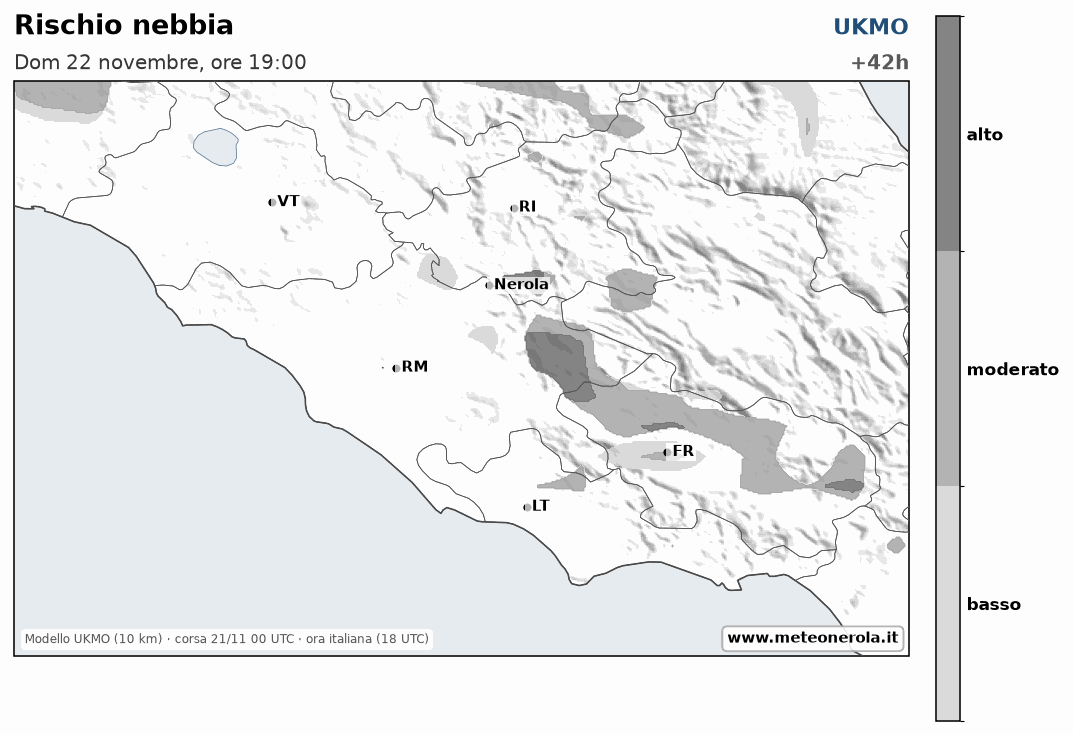 Rischio nebbia
UKMO
Dom 22 novembre, ore 19:00
+42h
alto
VT
RI
Nerola
RM
moderato
FR
LT
basso
Modello UKMO (10 km) · corsa 21/11 00 UTC · ora italiana (18 UTC)
www.meteonerola.it